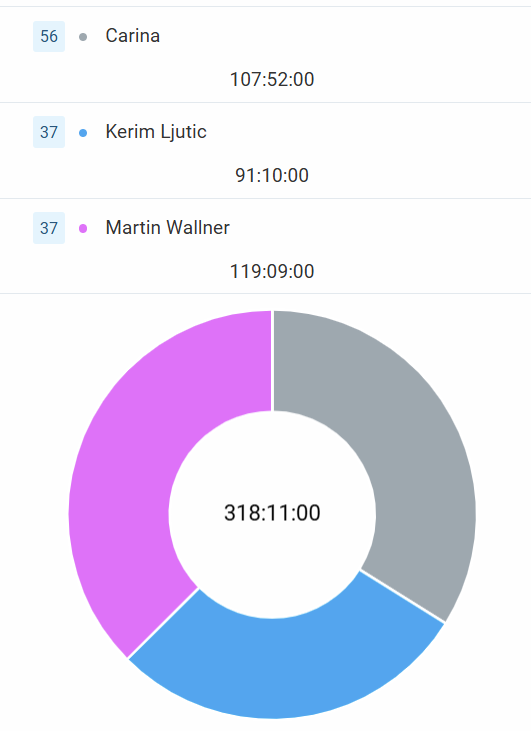 56 Carina
107:52:00
37 Kerim Ljutic
91:10:00
37 Martin Wallner
119:09:00
318:11:00